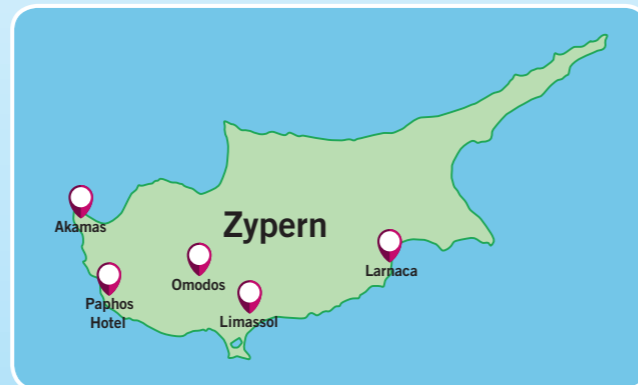 Zypern
Akamas
Larnaca
Omodos
Paphos
Hotel
Limassol